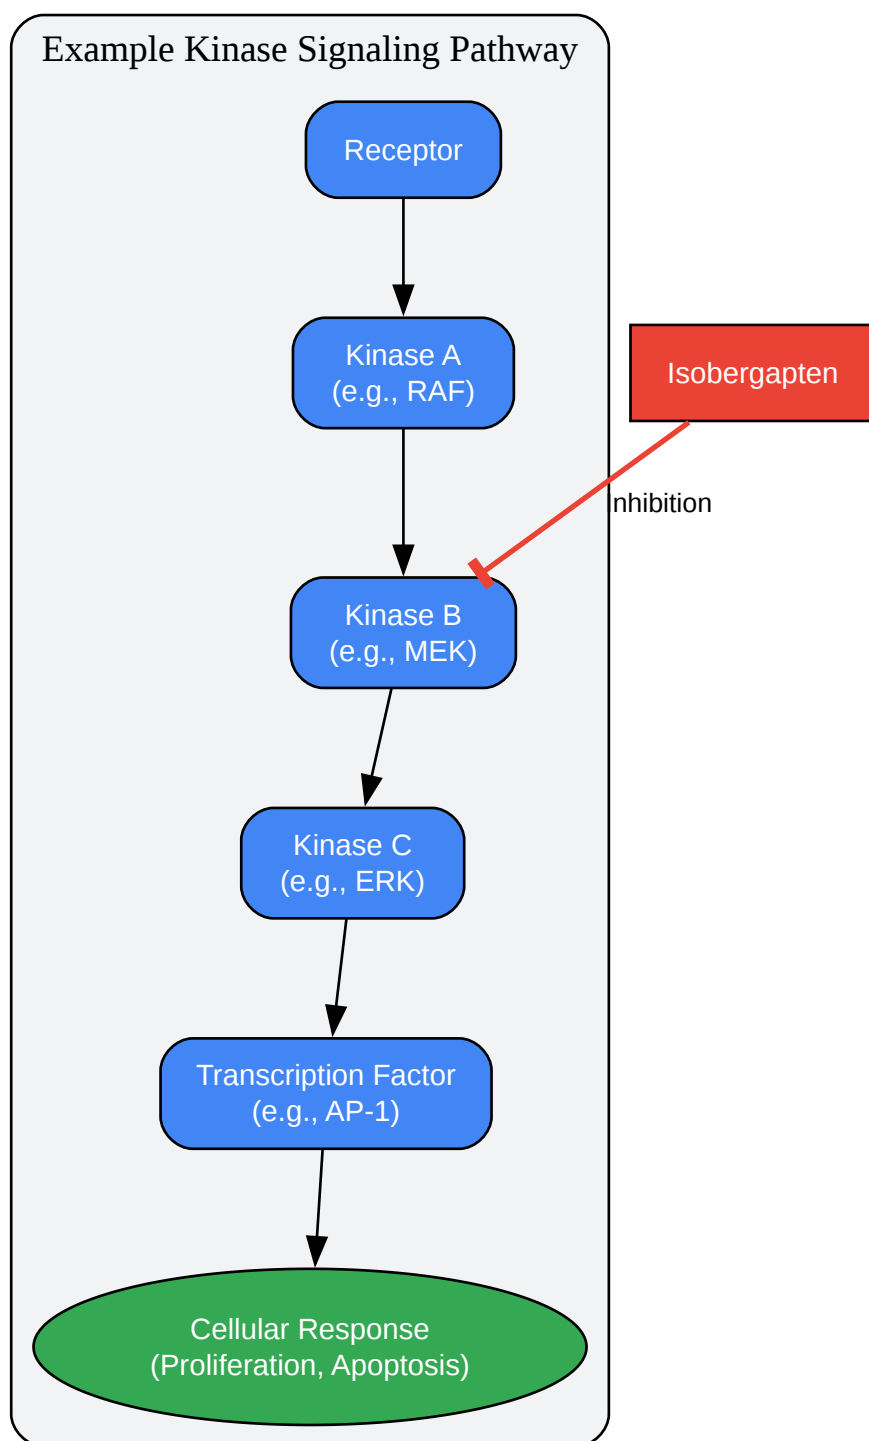 Example Kinase Signaling Pathway
Receptor
Kinase A
(e.g., RAF)
Isobergapten
Inhibition
Kinase B
(e.g., MEK)
Kinase C
(e.g., ERK)
Transcription Factor
(e.g., AP-1)
Cellular Response
(Proliferation, Apoptosis)